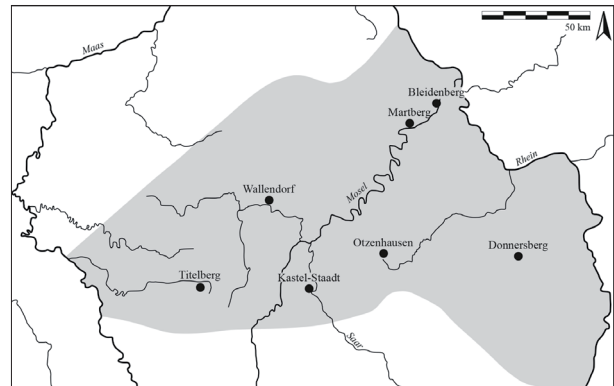 50 km
Maas
Bleidenberg
Martberg
Rhein
Wallendorf
Mosel
Otzenhausen
Donnersberg
Titelberg
Kastel-Staadt
Saar